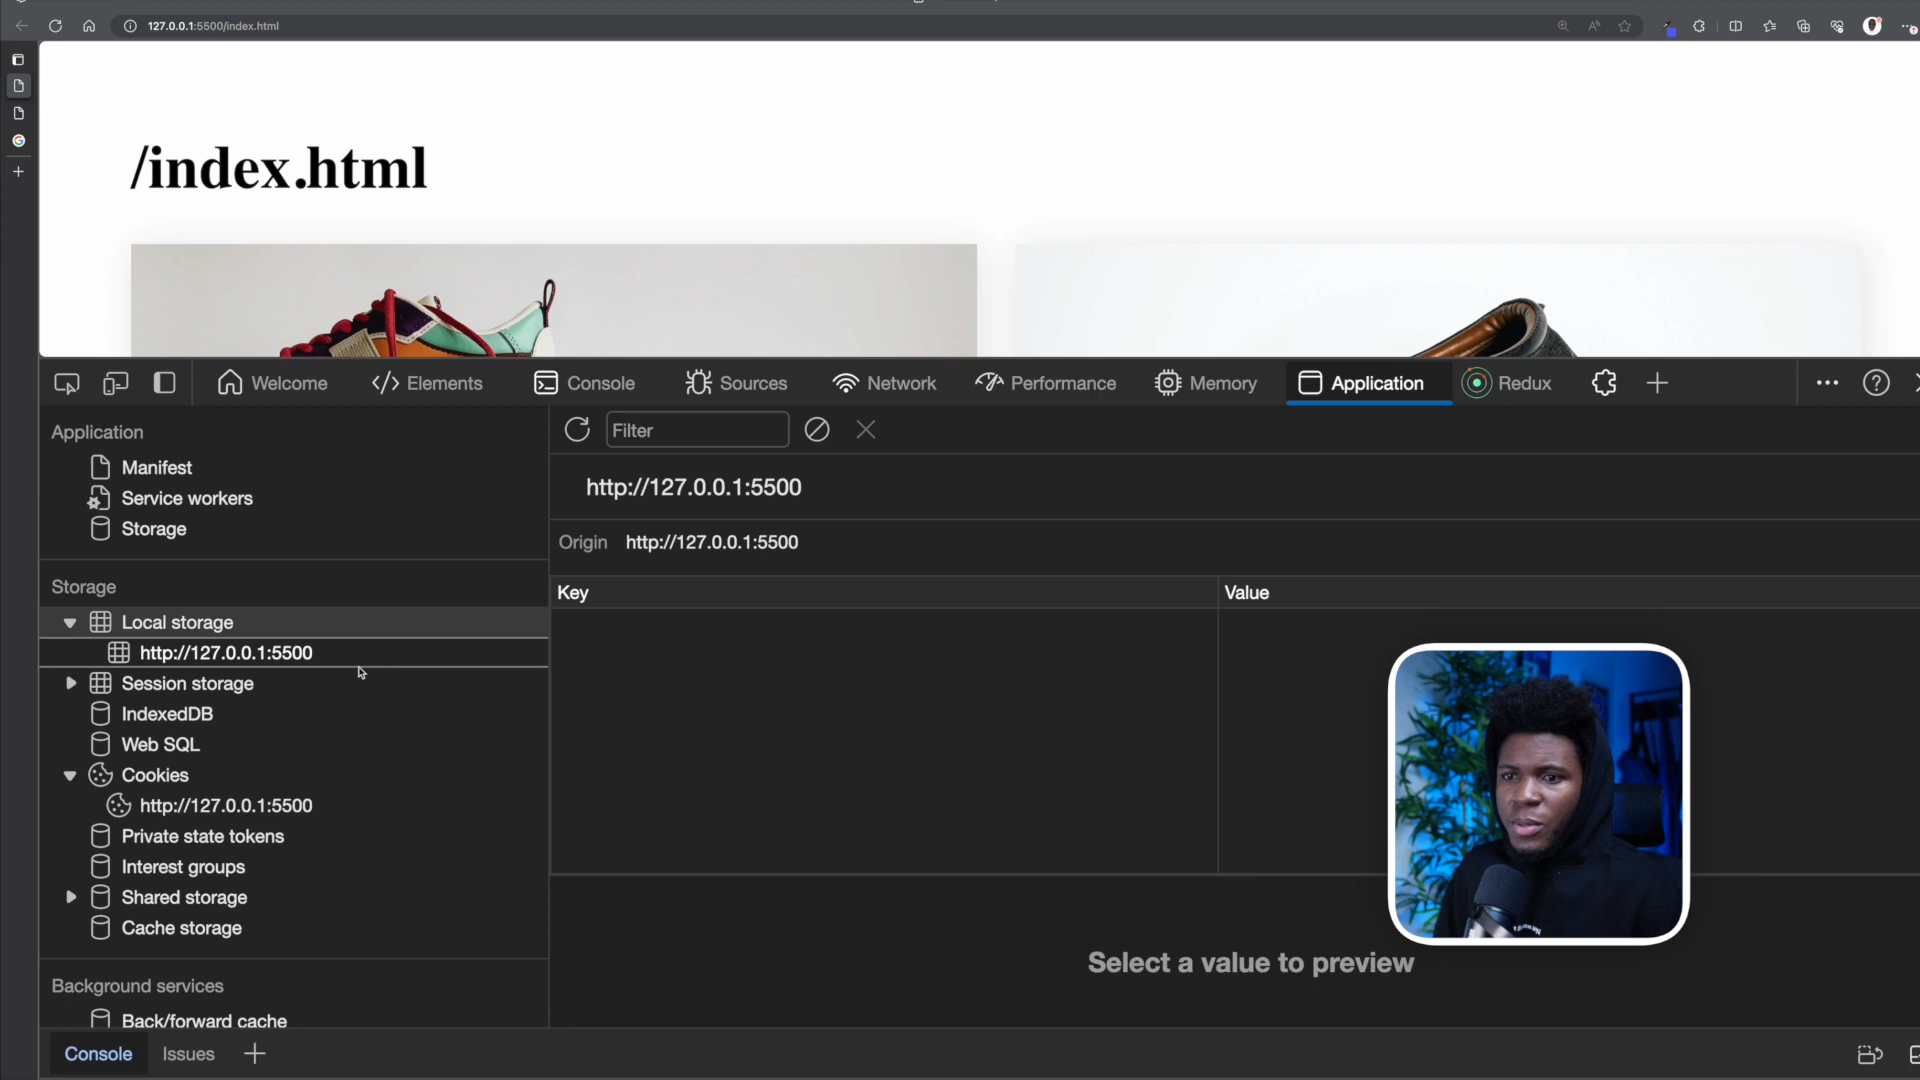 127.0.0.1:5500/index.html
/index.html
Welcome
Elements
Console
Sources
Network
Performance
Memory
Application
Redux
Application
Manifest
Service workers
Storage
Storage
Local storage
http://127.0.0.1:5500
Session storage
IndexedDB
Web SQL
Cookies
http://127.0.0.1:5500
Private state tokens
Interest groups
Shared storage
Cache storage
Background services
Back/forward cache
Filter
http://127.0.0.1:5500
Origin http://127.0.0.1:5500
Key Value
Select a value to preview
Console Issues